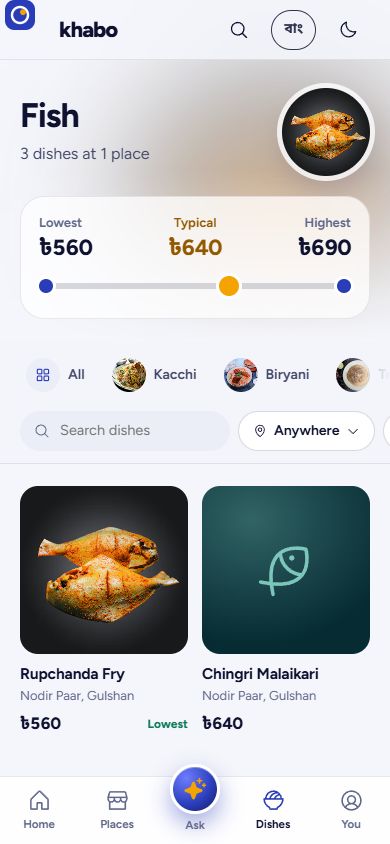 khabo
বাং
Fish
3 dishes at 1 place
Lowest Typical Highest
৳560 ৳640 ৳690
All Kacchi Biryani
Search dishes Anywhere
Rupchanda Fry Chingri Malaikari
Nodir Paar, Gulshan Nodir Paar, Gulshan
৳560 Lowest ৳640
Home Places Ask Dishes You